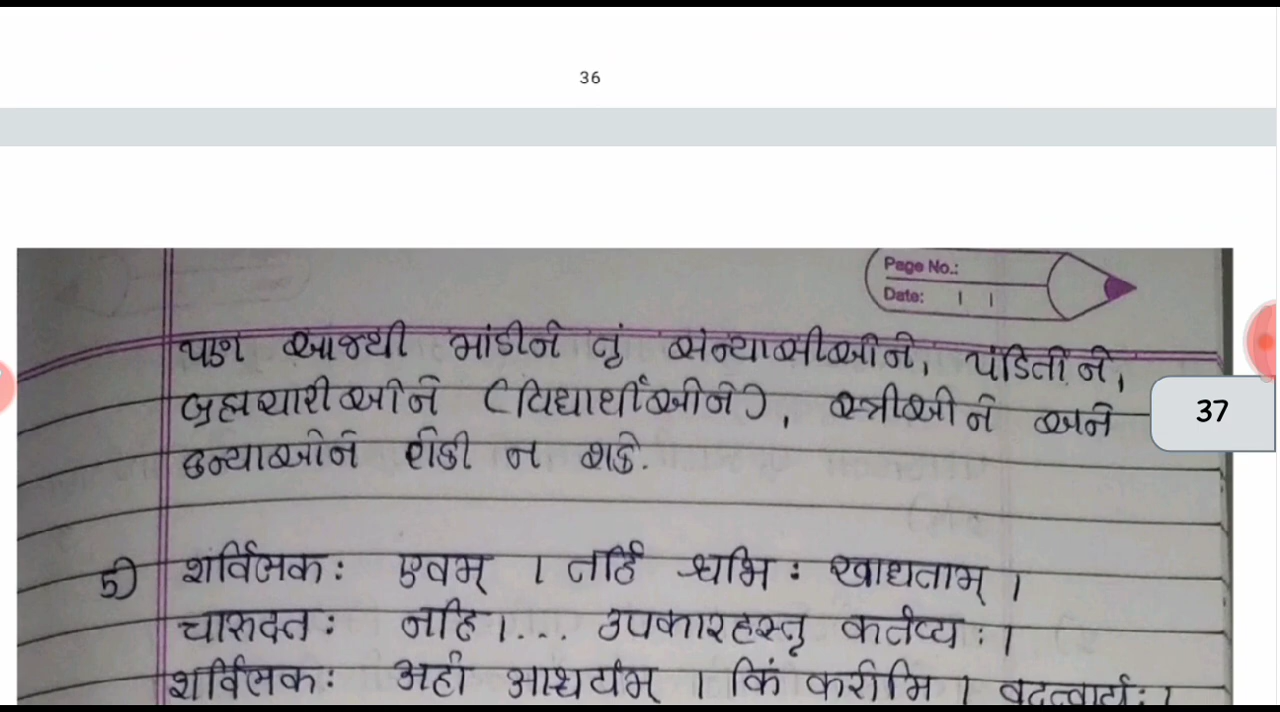 36
Page No.:
Date:
પણ આજથી માંડીને તું સંન્યાસીઓને, પંડિતોને,
બ્રહ્મચારીઓને (વિદ્યાર્થીઓને), સ્ત્રીઓને અને
37
કન્યાઓને રોકી ન શકે.
5) शर्विलकः एवम् । तर्हि श्वभिः खाद्यताम् ।
चारुदतः नहि।... उपकारहस्तु कर्तव्यः।
शर्विलकः अहो आश्चर्यम् । किं करोमि । वदत्वार्यः।